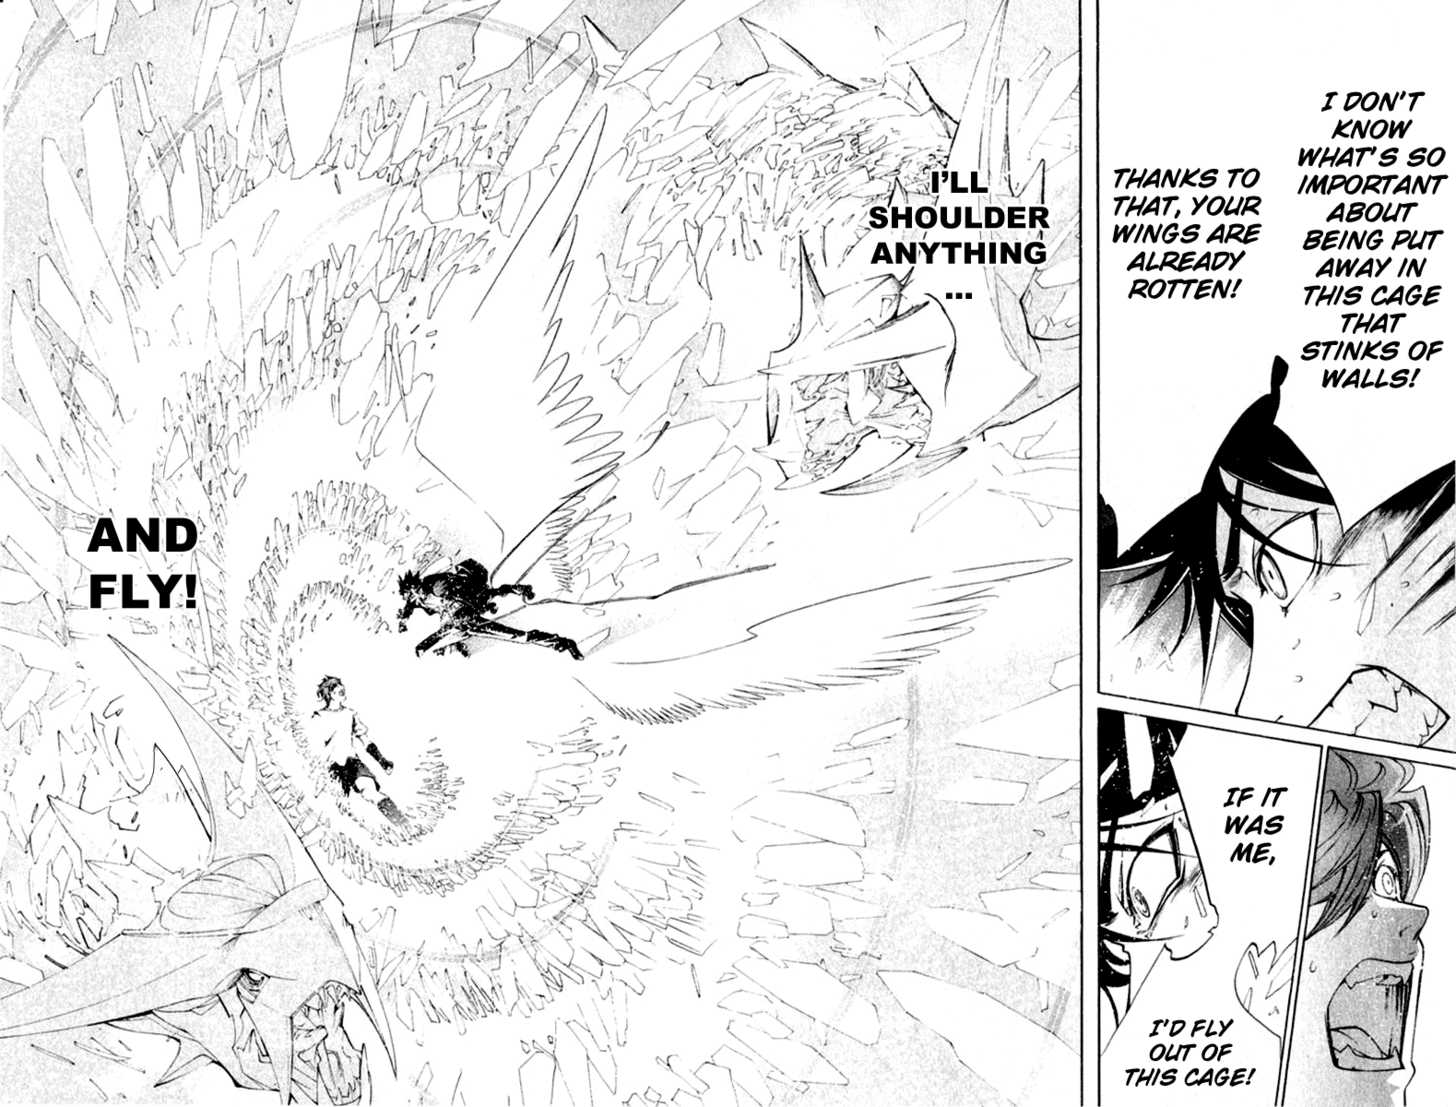 I DON'T
KNOW
WHAT'S SO
IMPORTANT
ABOUT
BEING PUT
AWAY IN
THIS CAGE
THAT
STINKS OF
WALLS!
THANKS TO
THAT, YOUR
WINGS ARE
ALREADY
ROTTEN!
IF IT
WAS
ME,
I'D FLY
OUT OF
THIS CAGE!
I'LL
SHOULDER
ANYTHING
...
AND
FLY!